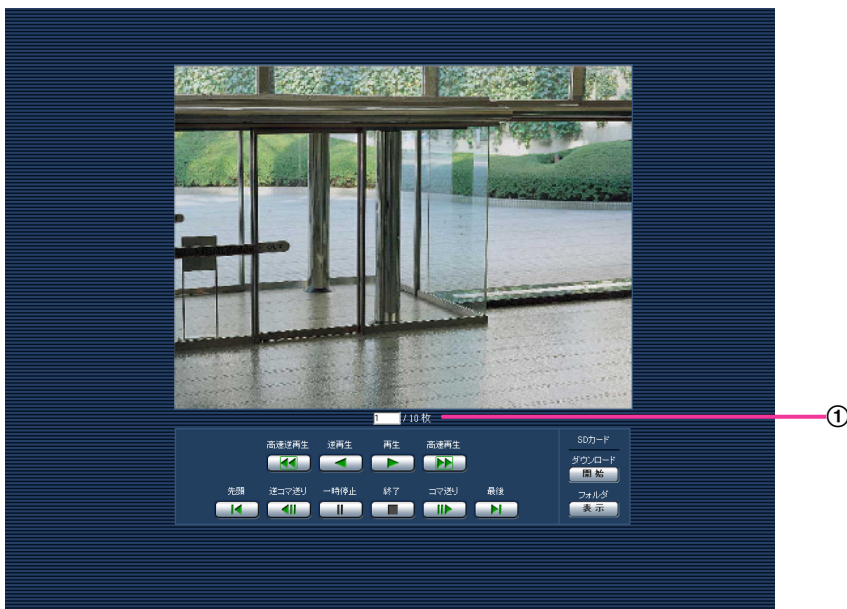 1 / 10 枚
①
高速逆再生 逆再生 再生 高速再生
SDカード
ダウンロード
開 始
先頭 逆コマ送り 一時停止 終了 コマ送り 最後
フォルダ
表 示